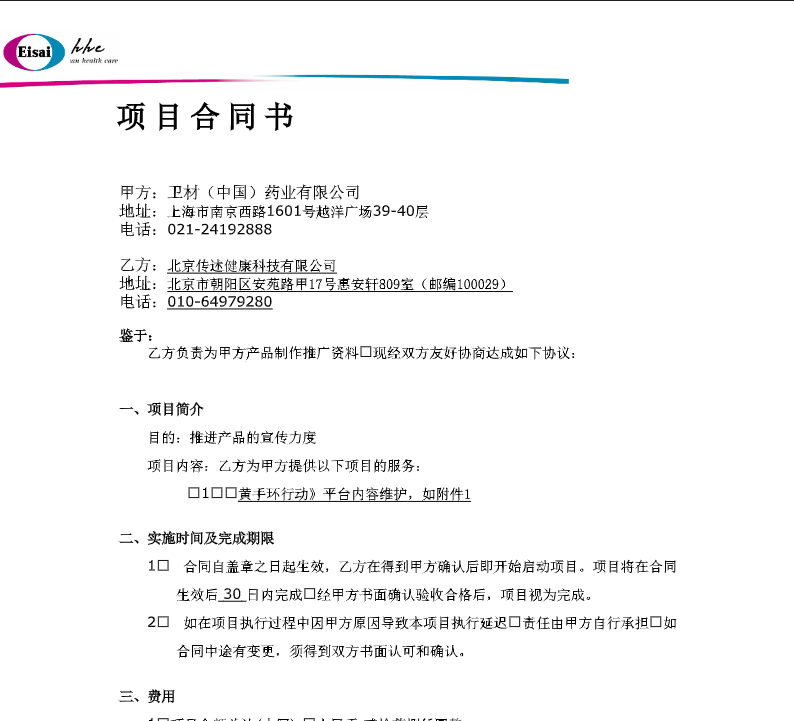 Eisai
hhc
human health care
项目合同书
甲方：卫材（中国）药业有限公司
地址：上海市南京西路1601号越洋广场39-40层
电话：021-24192888
乙方：北京传述健康科技有限公司
地址：北京市朝阳区安苑路甲17号惠安轩809室（邮编100029）
电话：010-64979280
鉴于：
乙方负责为甲方产品制作推广资料□现经双方友好协商达成如下协议：
一、项目简介
目的：推进产品的宣传力度
项目内容：乙方为甲方提供以下项目的服务：
□1□□黄手环行动》平台内容维护，如附件1
二、实施时间及完成期限
1□ 合同自盖章之日起生效，乙方在得到甲方确认后即开始启动项目。项目将在合同
生效后 30 日内完成□经甲方书面确认验收合格后，项目视为完成。
2□ 如在项目执行过程中因甲方原因导致本项目执行延迟□责任由甲方自行承担□如
合同中途有变更，须得到双方书面认可和确认。
三、费用